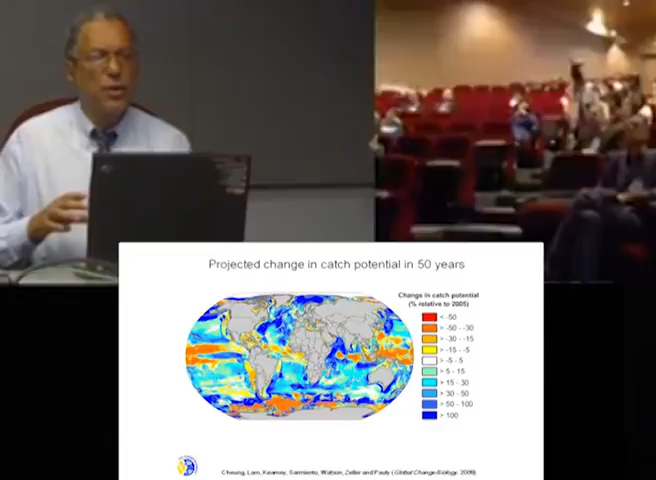 Projected change in catch potential in 50 years
Change in catch potential
(% relative to 2005)
< -50
> -50 - -30
> -30 - -15
> -15 - -5
> -5 - 5
> 5 - 15
> 15 - 30
> 30 - 50
> 50 - 100
> 100
Cheung, Lam, Kearney, Sarmiento, Watson, Zeller and Pauly (Global Change Biology, 2009)